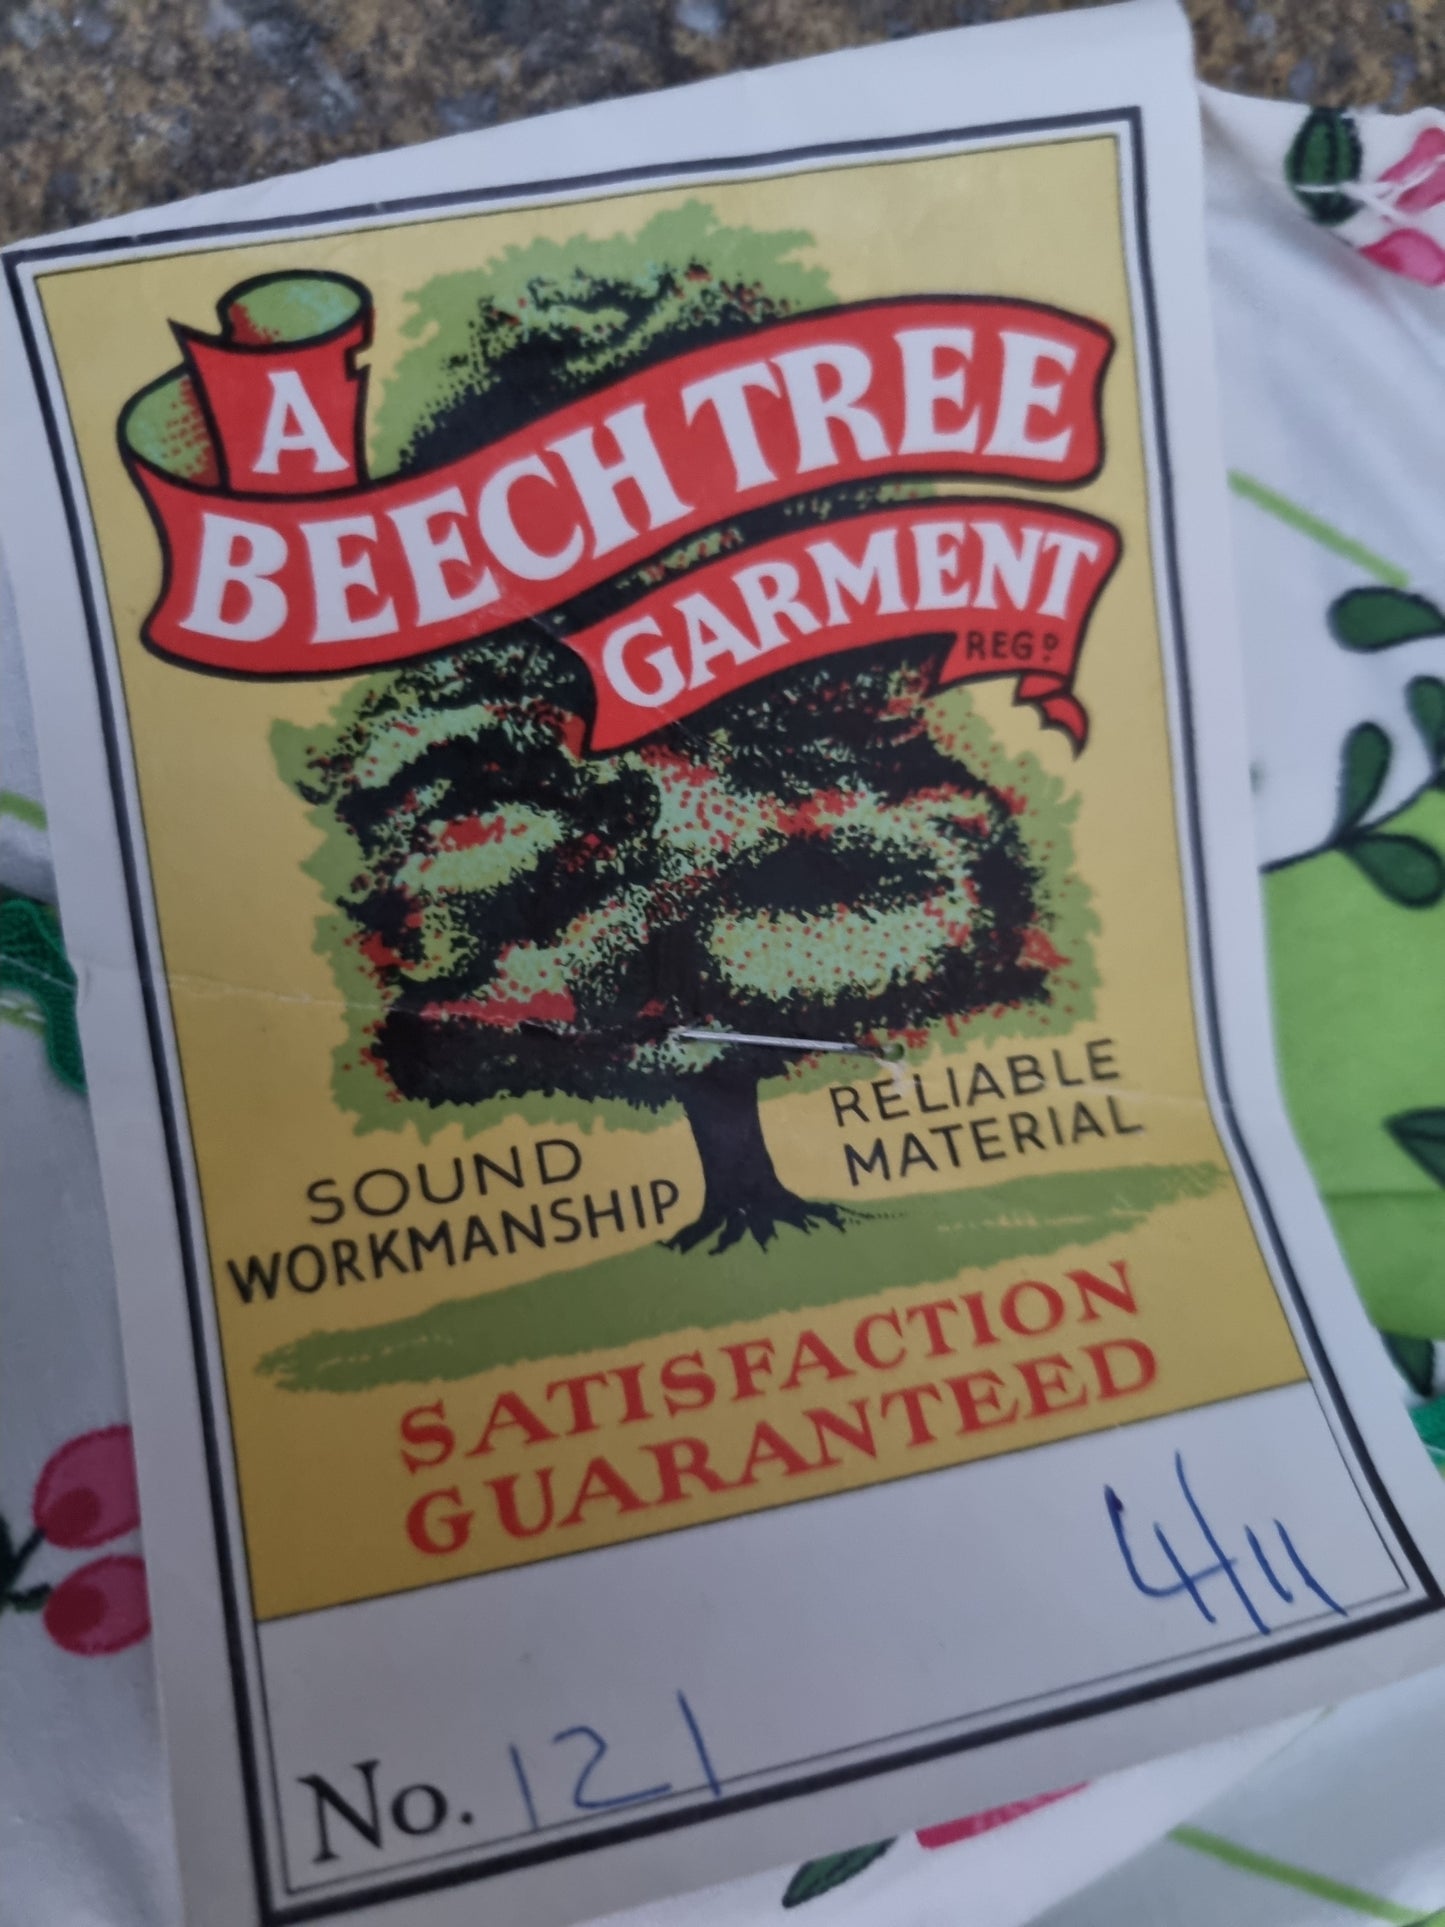 A
BEECH TREE
GARMENT
REGD
SOUND
WORKMANSHIP
RELIABLE
MATERIAL
SATISFACTION
GUARANTEED
4/11
No. 121